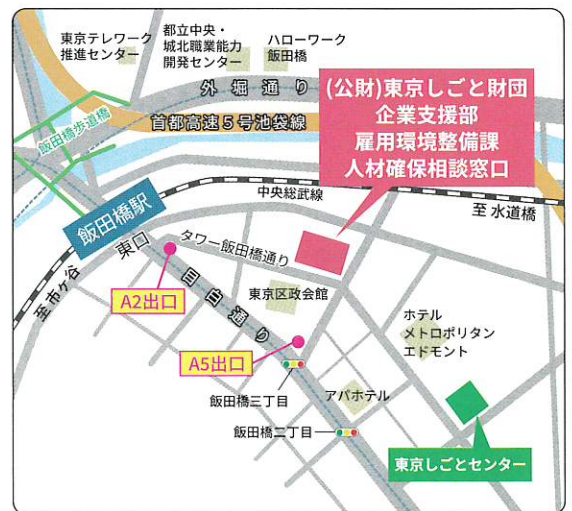 東京テレワーク
推進センター
都立中央・
城北職業能力
開発センター
ハローワーク
飯田橋
外堀通り
首都高速5号池袋線
飯田橋歩道橋
(公財)東京しごと財団
企業支援部
雇用環境整備課
人材確保相談窓口
中央総武線
至 水道橋
飯田橋駅
東口
至市ヶ谷
タワー飯田橋通り
目白通り
A2出口
東京区政会館
A5出口
ホテル
メトロポリタン
エドモント
飯田橋三丁目
アパホテル
飯田橋二丁目
東京しごとセンター